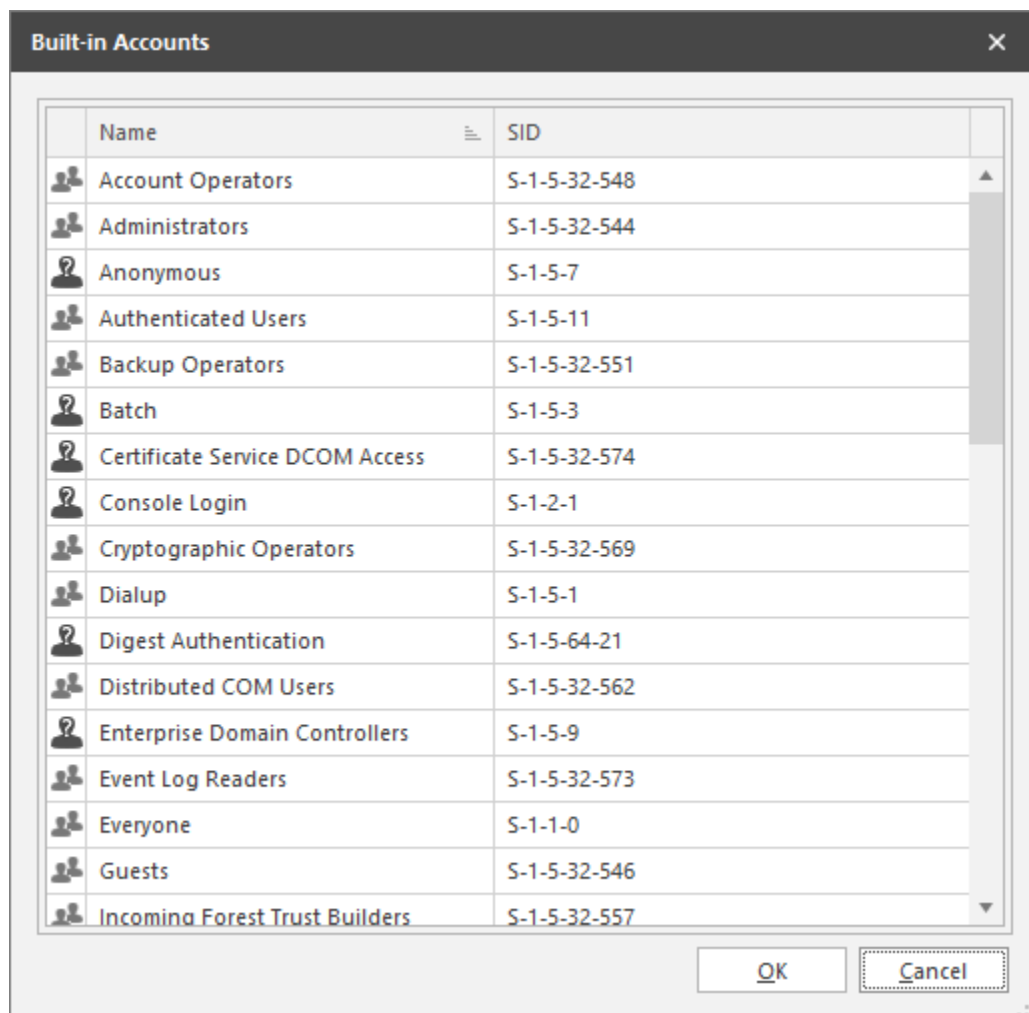 Built-in Accounts
Name SID
Account Operators S-1-5-32-548
Administrators S-1-5-32-544
Anonymous S-1-5-7
Authenticated Users S-1-5-11
Backup Operators S-1-5-32-551
Batch S-1-5-3
Certificate Service DCOM Access S-1-5-32-574
Console Login S-1-2-1
Cryptographic Operators S-1-5-32-569
Dialup S-1-5-1
Digest Authentication S-1-5-64-21
Distributed COM Users S-1-5-32-562
Enterprise Domain Controllers S-1-5-9
Event Log Readers S-1-5-32-573
Everyone S-1-1-0
Guests S-1-5-32-546
Incoming Forest Trust Builders S-1-5-32-557
OK Cancel